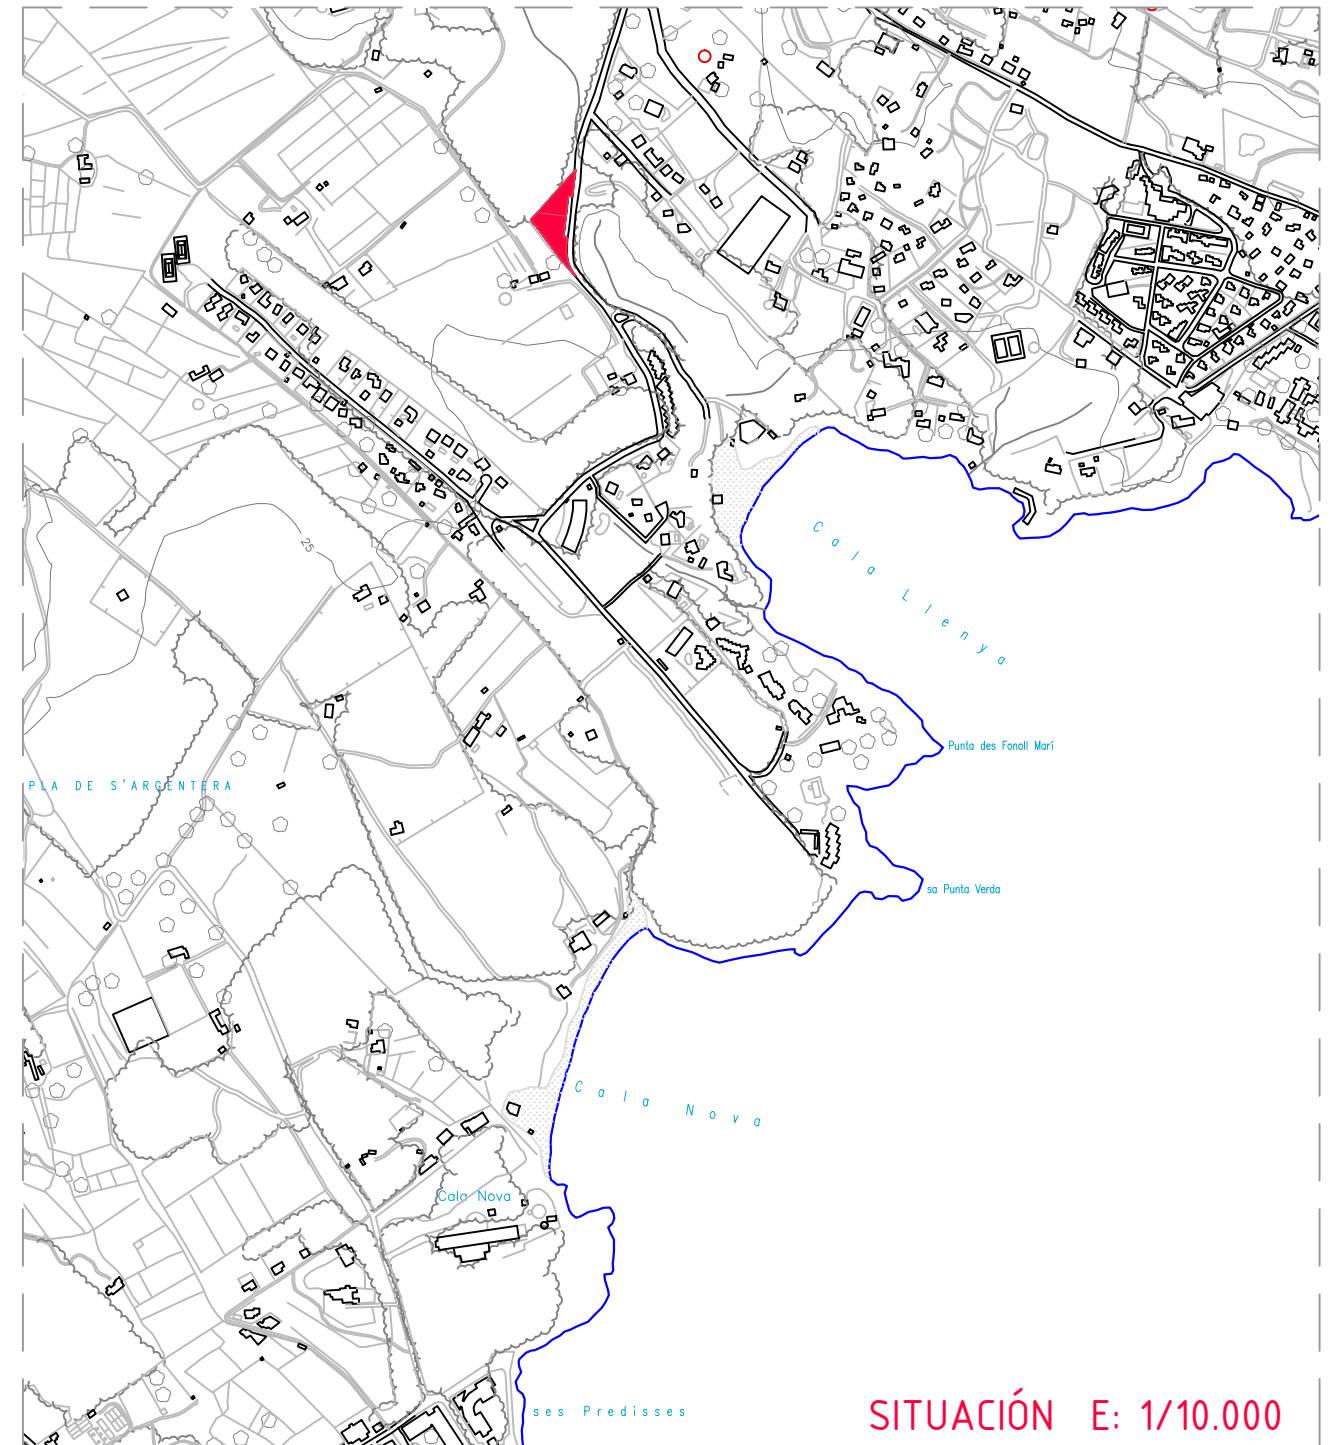 25
Cala Llenya
Punta des Fonoll Marí
PLA DE S'ARGENTERA
sa Punta Verda
Cala Nova
Cala Nova
ses Predisses
SITUACIÓN E: 1/10.000